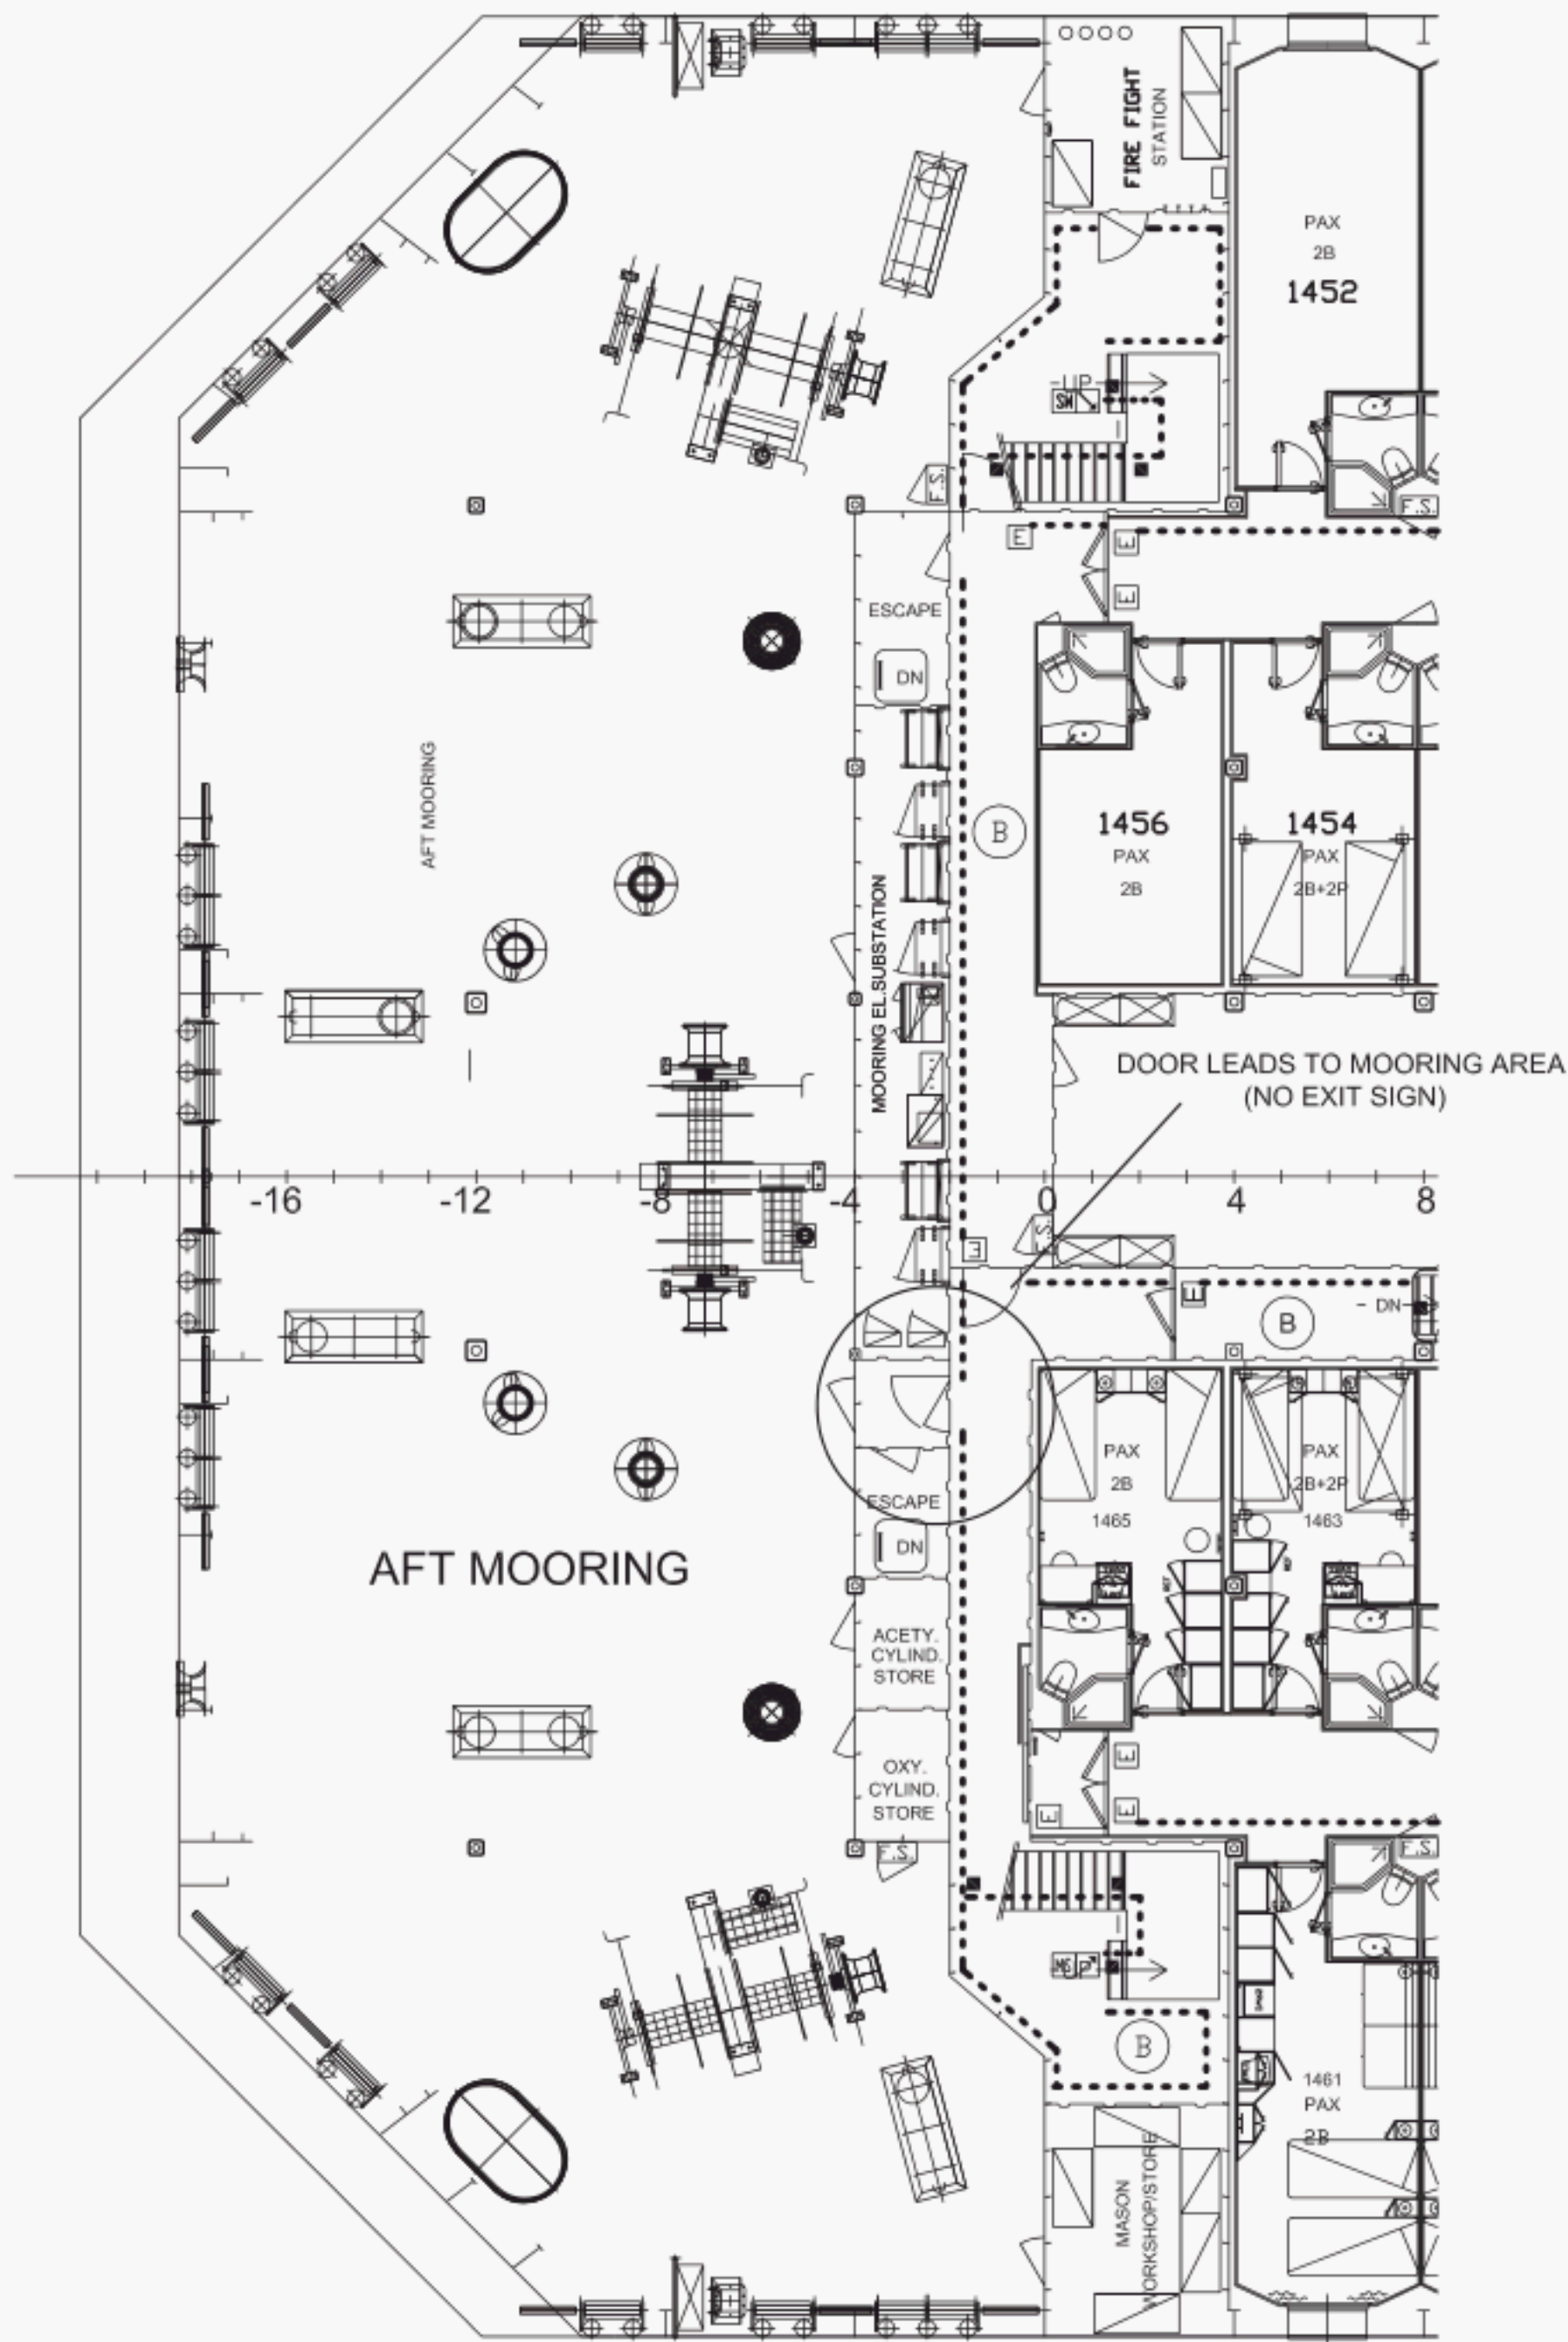 FIRE FIGHT
STATION
PAX
2B
1452
UP
SM
F.S.
F.S.
E
E
E
ESCAPE
DN
AFT MOORING
MOORING EL.SUBSTATION
B
1456
PAX
2B
1454
PAX
2B+2P
DOOR LEADS TO MOORING AREA
(NO EXIT SIGN)
-16
-12
-8
-4
0
4
8
F.S.
E
E
B
DN
PAX
2B
1465
PAX
2B+2P
1463
ESCAPE
DN
AFT MOORING
ACETY.
CYLIND.
STORE
OXY.
CYLIND.
STORE
E
E
E
F.S.
F.S.
UP
B
1461
PAX
2B
MASON
WORKSHOP/STORE